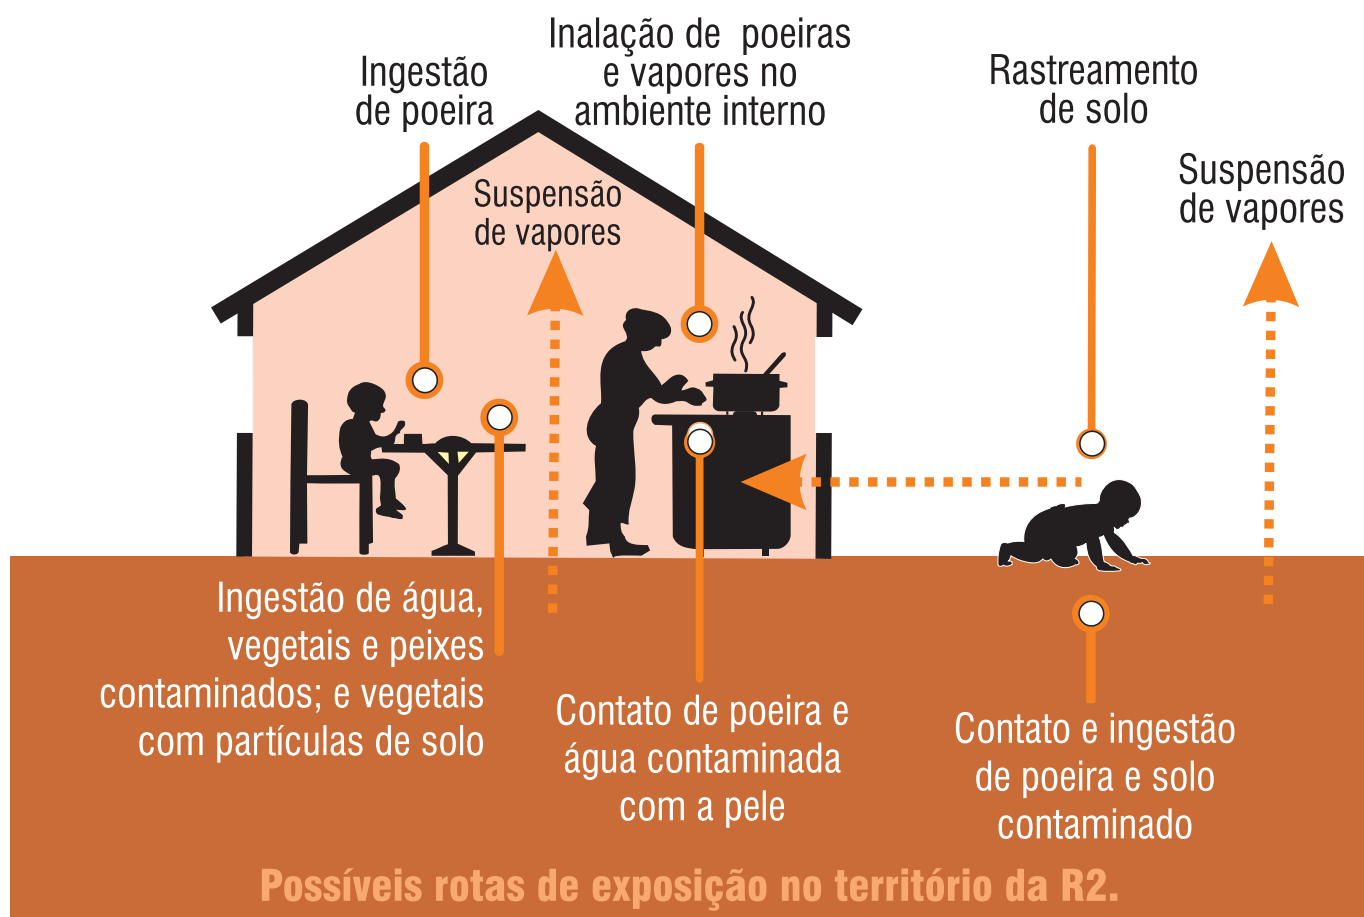 Ingestão
de poeira
Inalação de poeiras
e vapores no
ambiente interno
Rastreamento
de solo
Suspensão
de vapores
Suspensão
de vapores
Ingestão de água,
vegetais e peixes
contaminados; e vegetais
com partículas de solo
Contato de poeira e
água contaminada
com a pele
Contato e ingestão
de poeira e solo
contaminado
Possíveis rotas de exposição no território da R2.